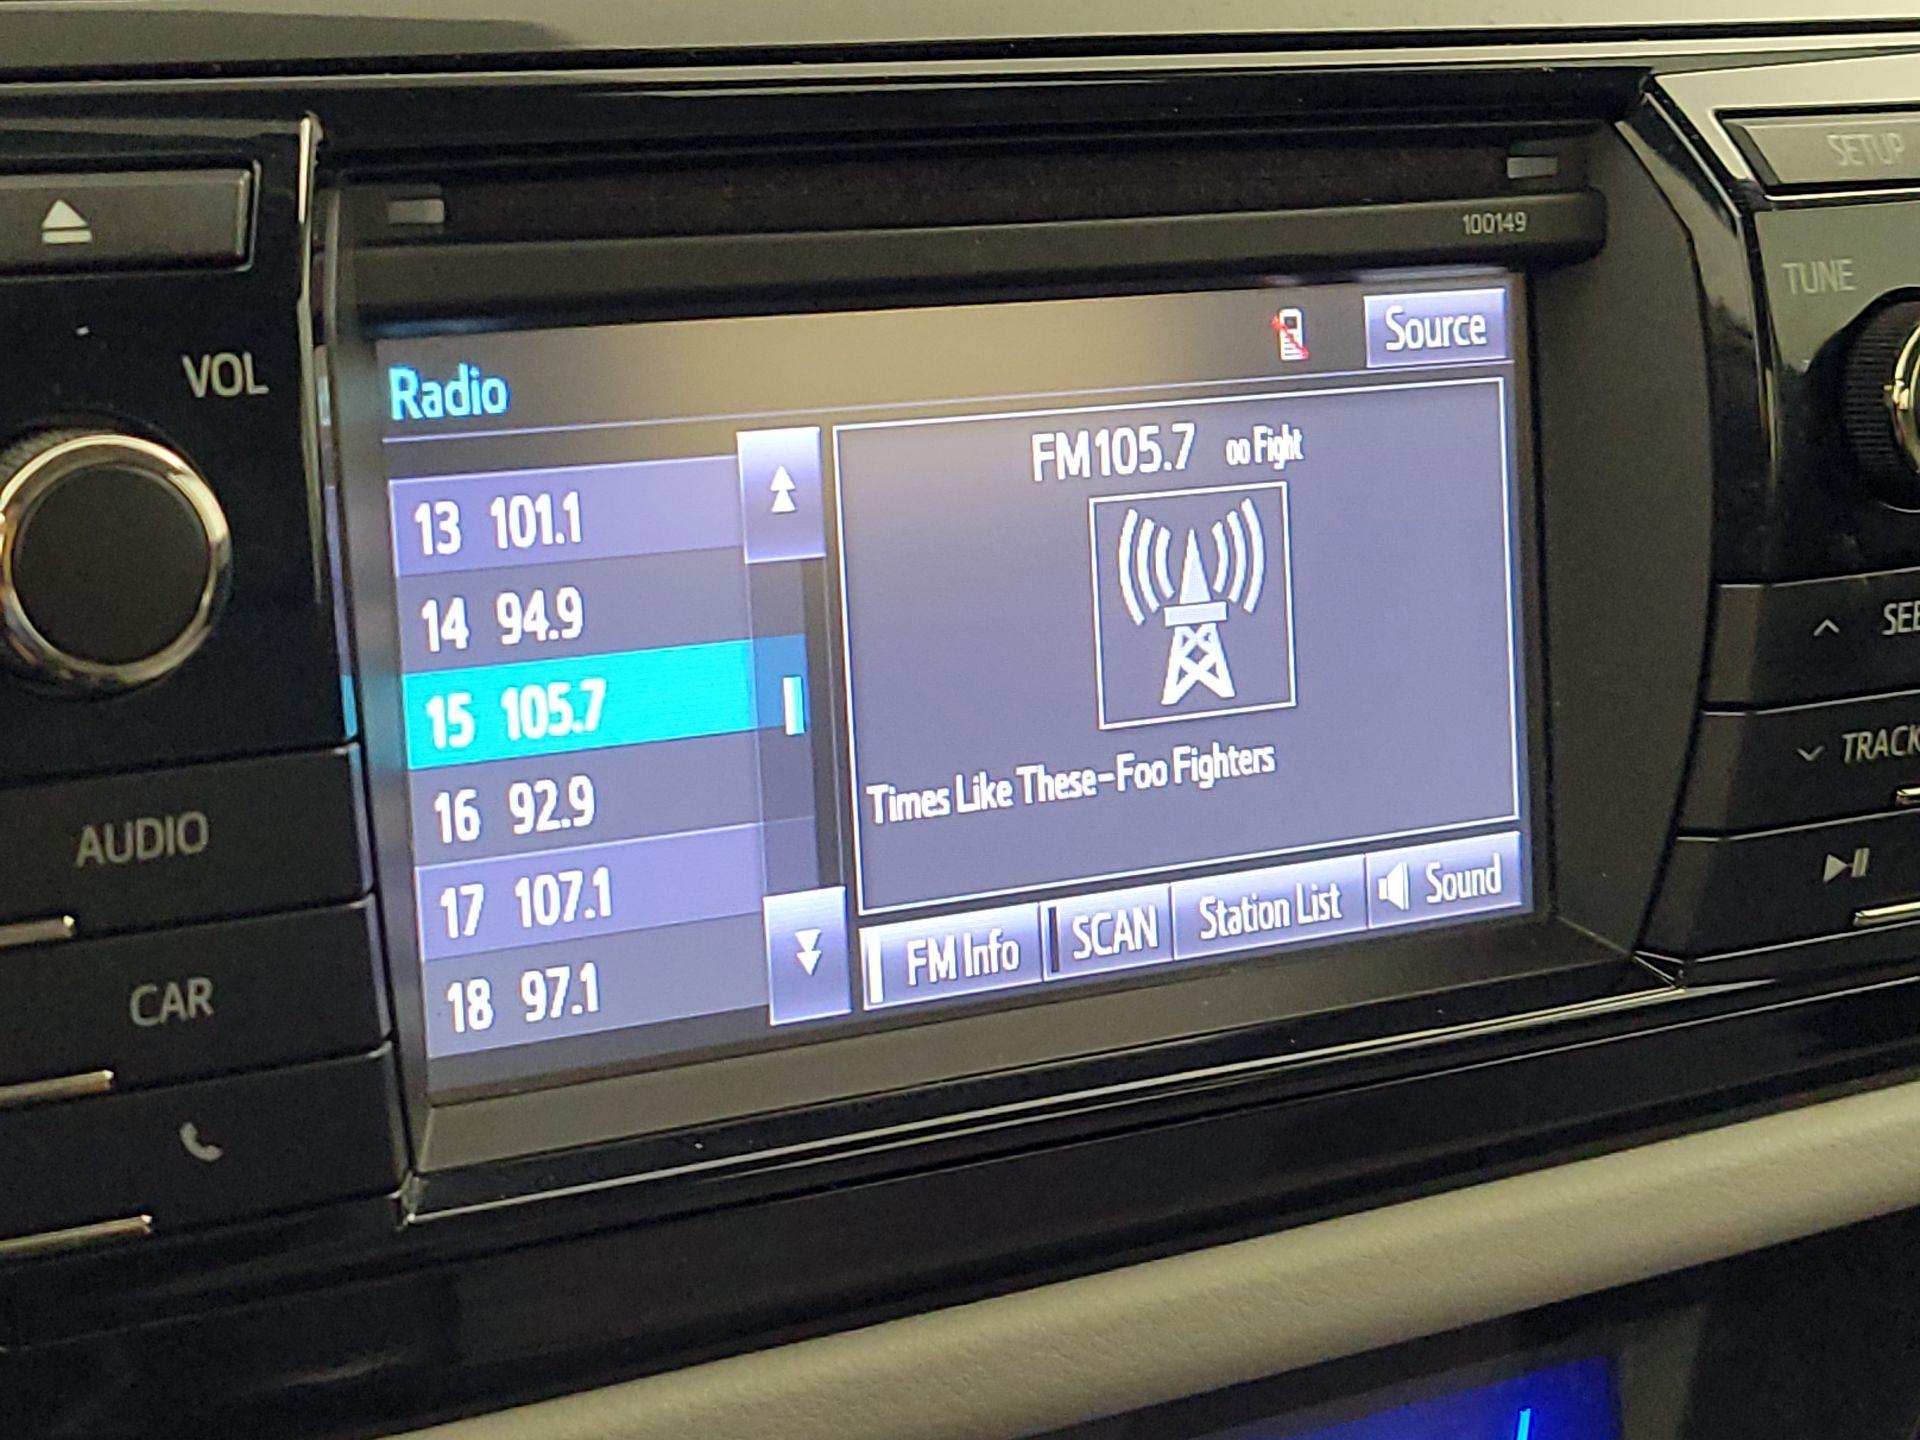 SETUP
100149
TUNE
VOL
Source
Radio
FM105.7 oo Fight
13 101.1
14 94.9
15 105.7
16 92.9
17 107.1
18 97.1
Times Like These-Foo Fighters
FM Info
SCAN
Station List
Sound
TRACK
AUDIO
CAR